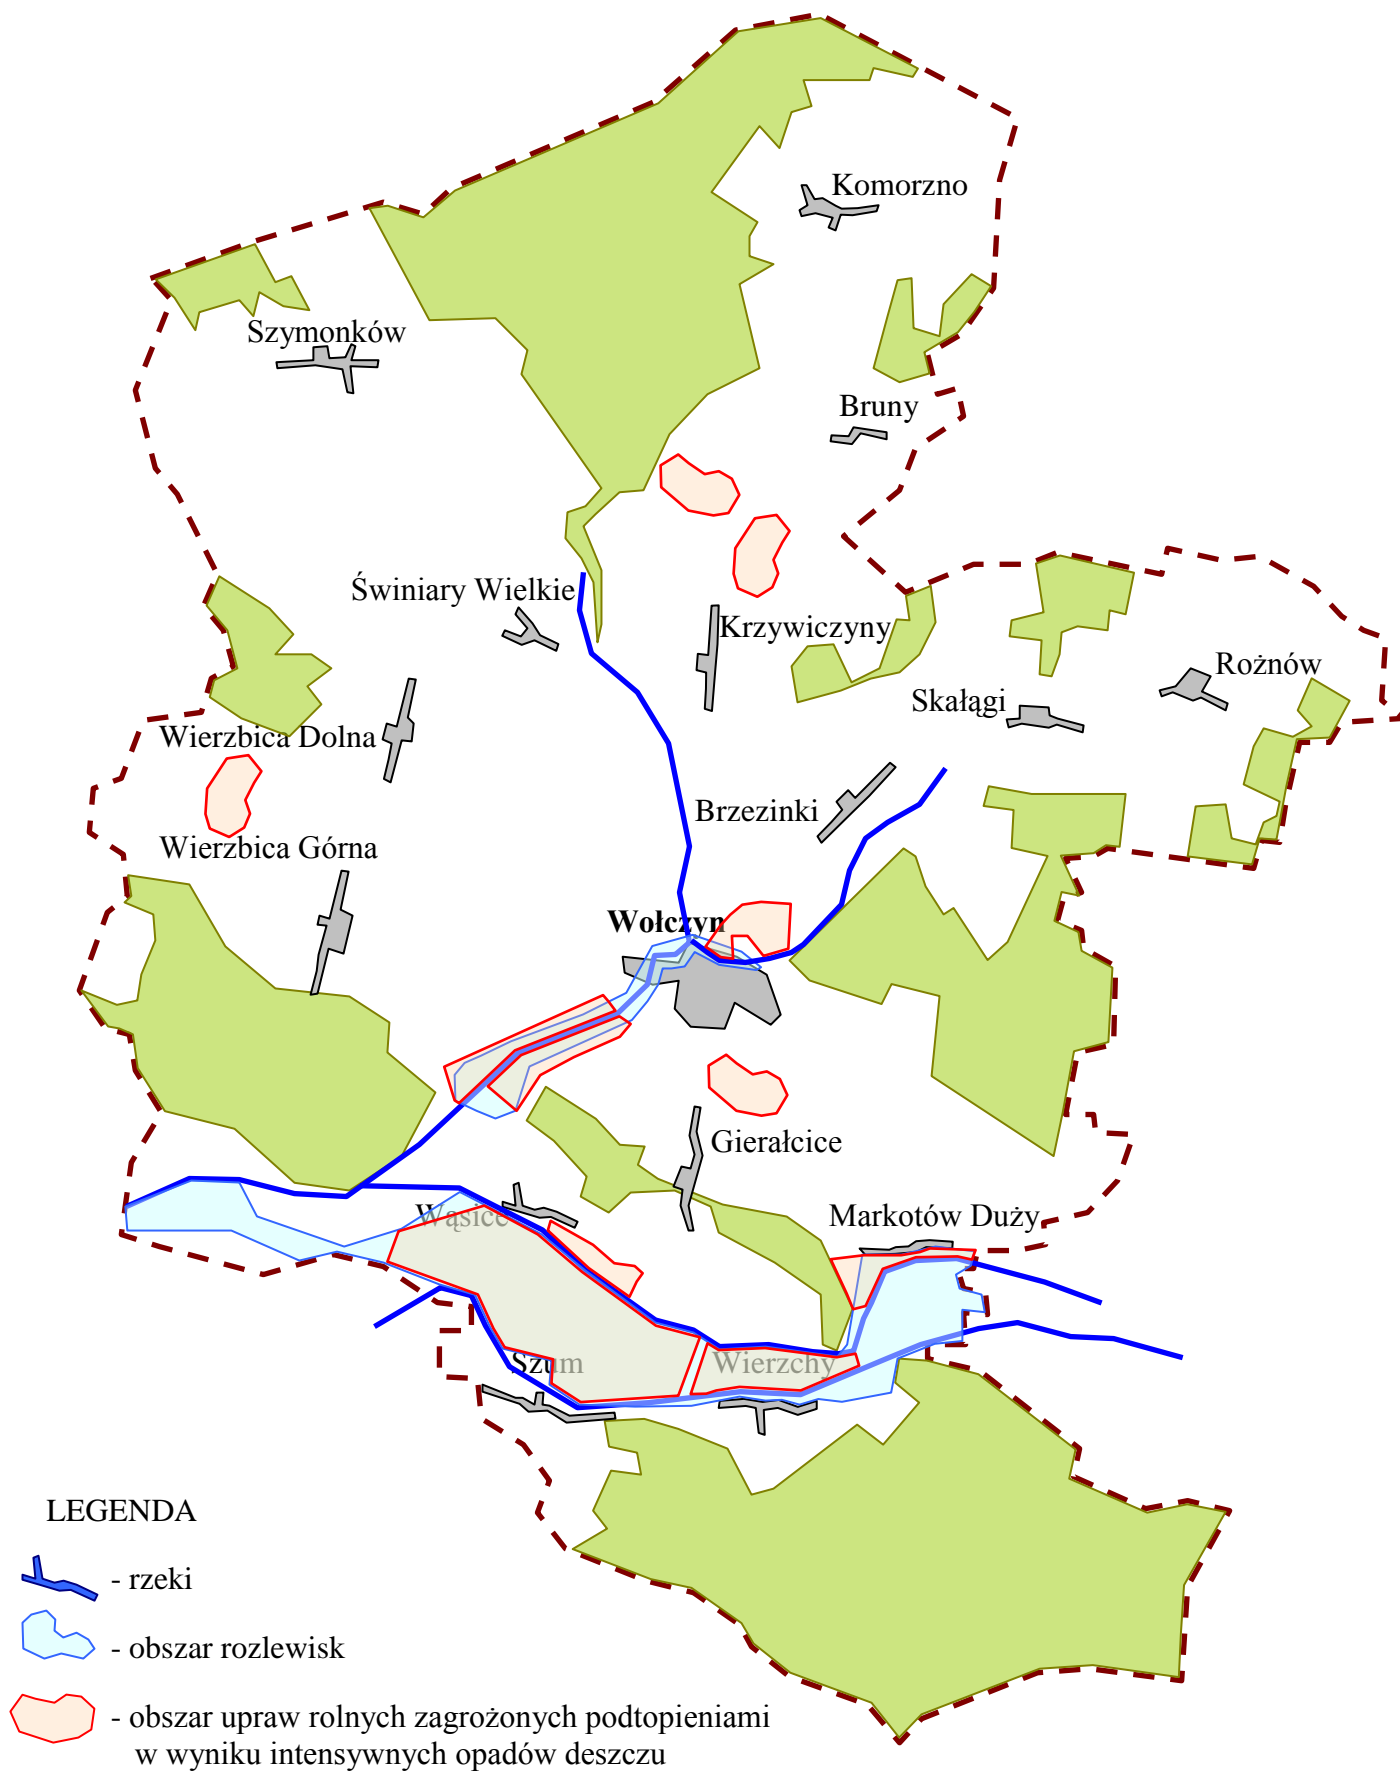 Komorzno
Szymonków
Bruny
Świniary Wielkie
Krzywiczyny
Rożnów
Skałągi
Wierzbica Dolna
Brzezinki
Wierzbica Górna
Wołczyn
Gierałcice
Wąsice
Markotów Duży
Szum
Wierzchy
LEGENDA
- rzeki
- obszar rozlewisk
- obszar upraw rolnych zagrożonych podtopieniami
w wyniku intensywnych opadów deszczu